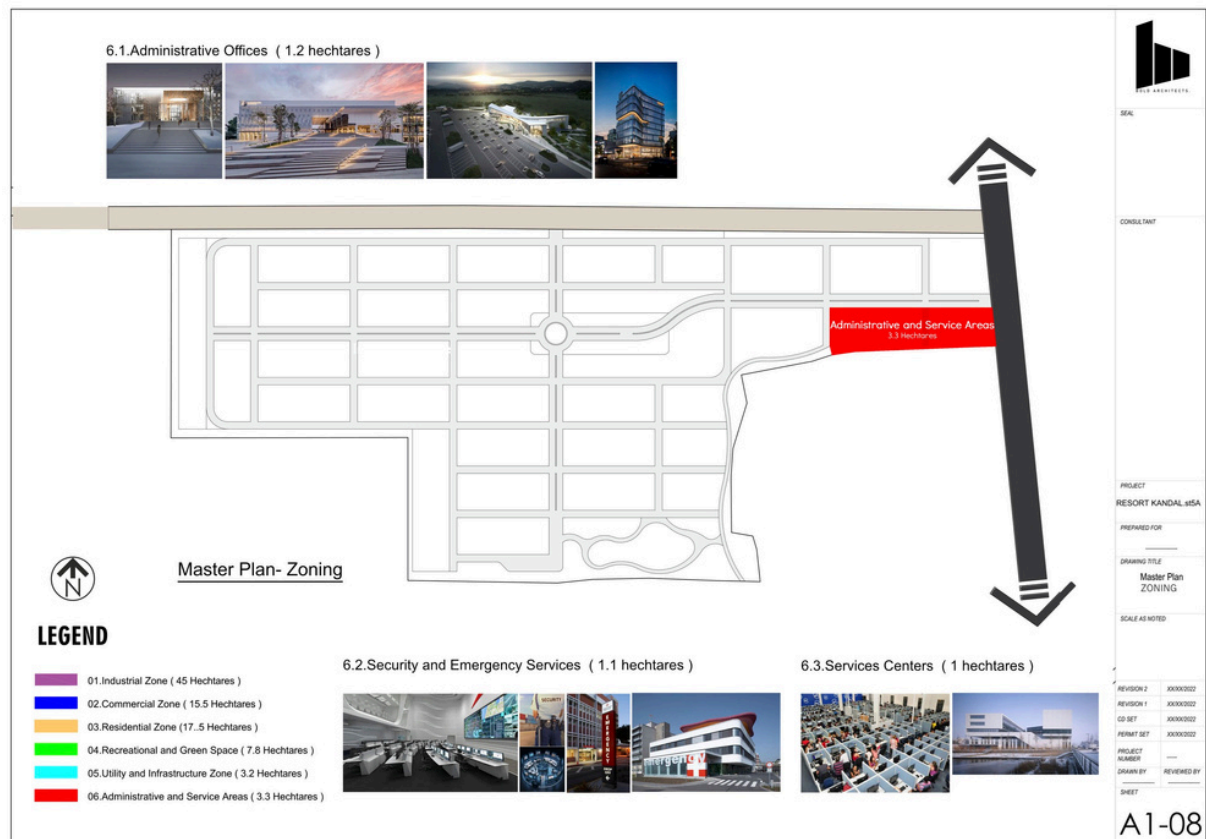 6.1.Administrative Offices ( 1.2 hechtares )
Administrative and Service Areas
3.3 Hechtares
Master Plan- Zoning
N
LEGEND
01.Industrial Zone ( 45 Hechtares )
02.Commercial Zone ( 15.5 Hechtares )
03.Residential Zone (17..5 Hechtares )
04.Recreational and Green Space ( 7.8 Hechtares )
05.Utility and Infrastructure Zone ( 3.2 Hechtares )
06.Administrative and Service Areas ( 3.3 Hechtares )
6.2.Security and Emergency Services ( 1.1 hechtares )
SECURITY
EMERGENCY
emergency
6.3.Services Centers ( 1 hechtares )
BULD ARCHITECTS.
SEAL
CONSULTANT
PROJECT
RESORT KANDAL.st5A
PREPARED FOR
DRAWING TITLE
Master Plan
ZONING
SCALE AS NOTED
REVISION 2 XX/XX/2022
REVISION 1 XX/XX/2022
CD SET XX/XX/2022
PERMIT SET XX/XX/2022
PROJECT NUMBER
DRAWN BY REVIEWED BY
SHEET
A1-08